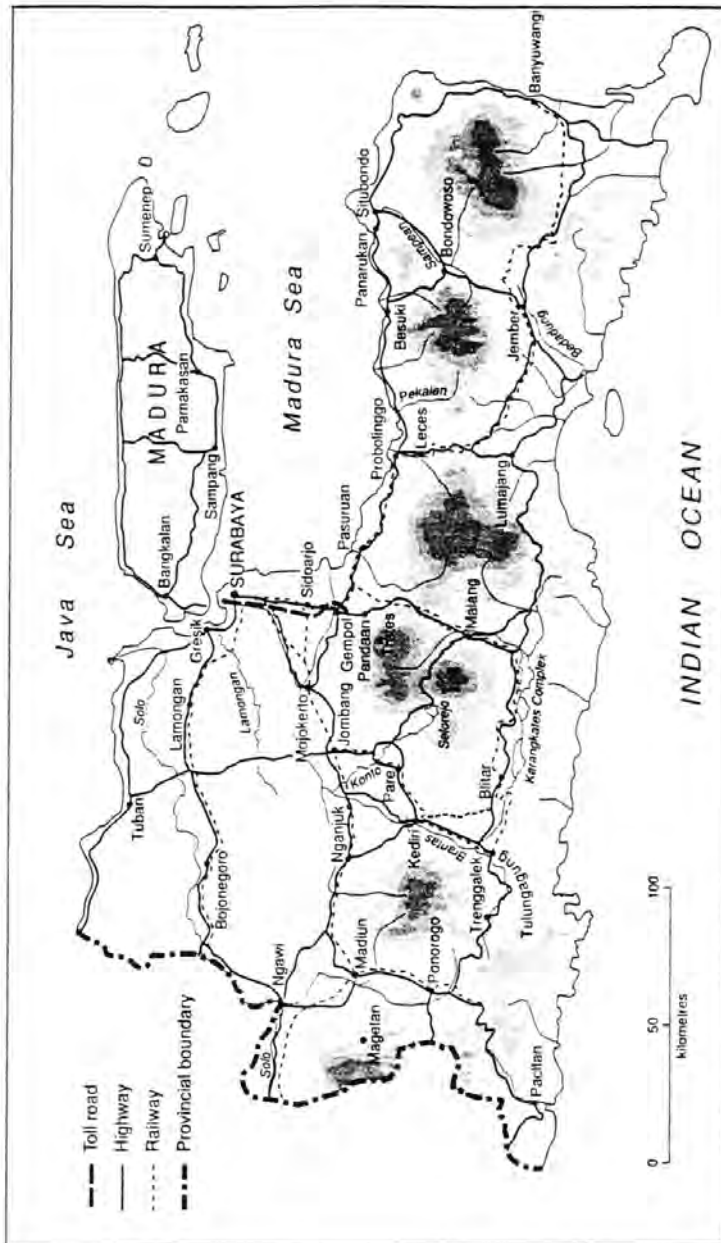 Toll road
Highway
Railway
Provincial boundary
Java Sea
Madura Sea
INDIAN OCEAN
MADURA
Bangkalan
Sampang
Pamakasan
Sumenep
Tuban
Solo
Lamongan
Gresik
SURABAYA
Lamongan
Bojonegoro
Ngawi
Solo
Magetan
Madiun
Ponorogo
Pacitan
Trenggalek
Tulungagung
Nganjuk
Kediri
Brantas
Konto
Pare
Jombang
Mojokerto
Sidoarjo
Gempol
Pandaan
Tretes
Selorejo
Blitar
Karangkates Complex
Malang
Pasuruan
Probolinggo
Leces
Lumajang
Pekalen
Besuki
Panarukan
Situbondo
Sampean
Bondowoso
Jember
Bedadung
Banyuwangi
0 50 100
kilometres